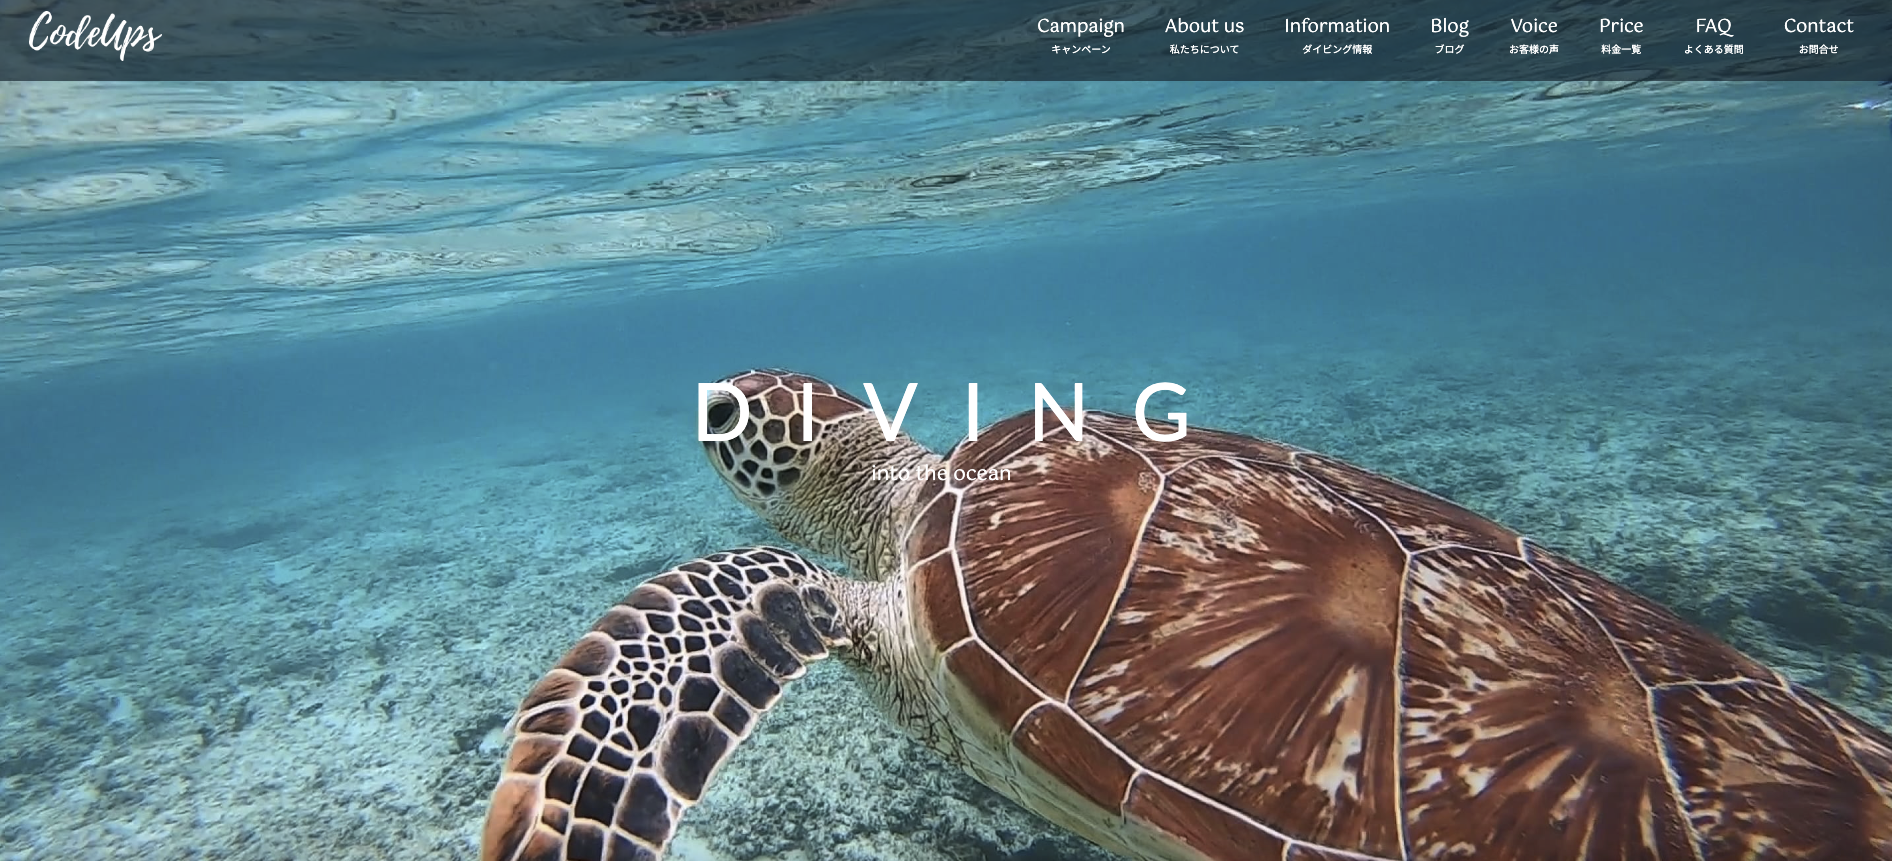 CodeUps
Campaign
キャンペーン
About us
私たちについて
Information
ダイビング情報
Blog
ブログ
Voice
お客様の声
Price
料金一覧
FAQ
よくある質問
Contact
お問合せ
DIVING
into the ocean